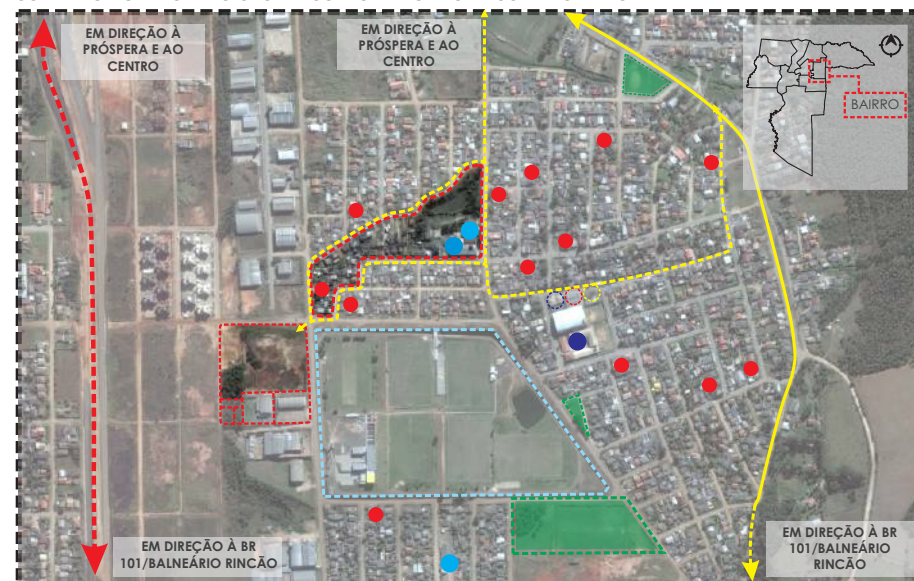 EM DIREÇÃO À
PRÓSPERA E AO
CENTRO
EM DIREÇÃO À
PRÓSPERA E AO
CENTRO
BAIRRO
EM DIREÇÃO À BR
101/BALNEÁRIO RINCÃO
EM DIREÇÃO À BR
101/BALNEÁRIO
RINCÃO